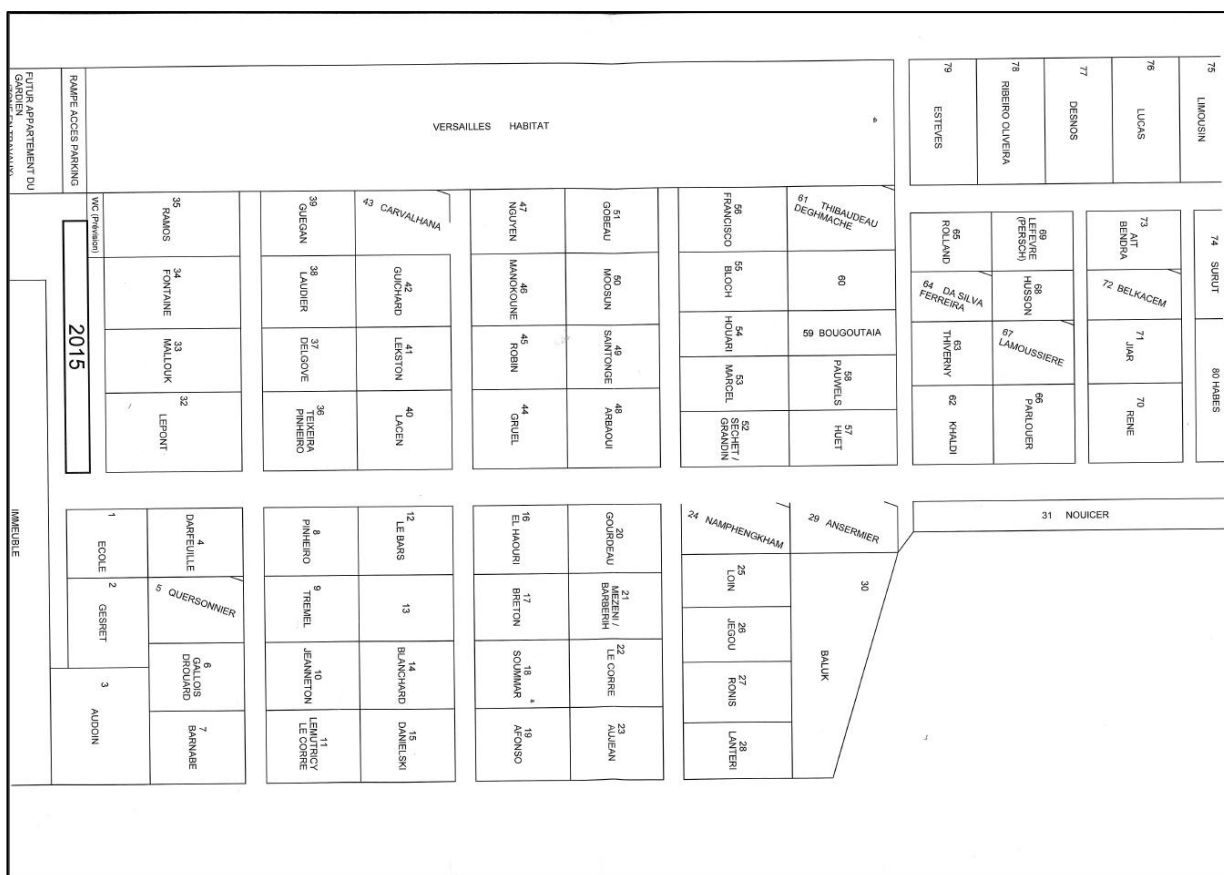 FUTUR APPARTEMENT DU
GARDIEN
RAMPE ACCES PARKING
VERSAILLES HABITAT
79
ESTEVES
78
RIBEIRO OLIVEIRA
77
DESNOS
76
LUCAS
75
LIMOUSIN
WC (Prévision)
35
RAMOS
39
GUEGAN
43 CARVALHANA
47
NGUYEN
51
GOBEAU
56
FRANCISCO
61 THIBAUDEAU
DEGHMACHE
65
ROLLAND
69
LEFEVRE
(PERSCH)
73
AIT
BENDRA
74 SURUT
34
FONTAINE
38
LAUDIER
42
GUICHARD
46
MANOKOUNE
50
MOOSUN
55
BLOCH
60
64 DA SILVA
FERREIRA
68
HUSSON
72 BELKACEM
2015
33
MALLOUK
37
DELGOVE
41
LEKSTON
45
ROBIN
49
SAINTONGE
54
HOUARI
59 BOUGOUTAIA
63
THIVERNY
67
LAMOUSSIERE
71
JIAR
80 HABES
53
MARCEL
58
PAUWELS
32
LEPONT
36
TEIXEIRA
PINHEIRO
40
LACEN
44
GRUEL
48
ARBAOUI
52
SECHET /
GRANDIN
57
HUET
62
KHALDI
66
PARLOUER
70
RENE
IMMEUBLE
1
ECOLE
4
DARFEUILLE
8
PINHEIRO
12
LE BARS
16
EL HAOURI
20
GOURDEAU
24 NAMPHENGKHAM
29 ANSERMIER
31 NOUICER
2
GESRET
5 QUERSONNIER
9
TREMEL
13
17
BRETON
21
MEZENI /
BARBERIH
25
LOIN
30
BALUK
26
JEGOU
3
AUDOIN
6
GALLOIS
DROUARD
10
JEANNETON
14
BLANCHARD
18
SOUMMAR
22
LE CORRE
27
RONIS
7
BARNABE
11
LEMUTRICY
LE CORRE
15
DANIELSKI
19
AFONSO
23
AUJEAN
28
LANTERI